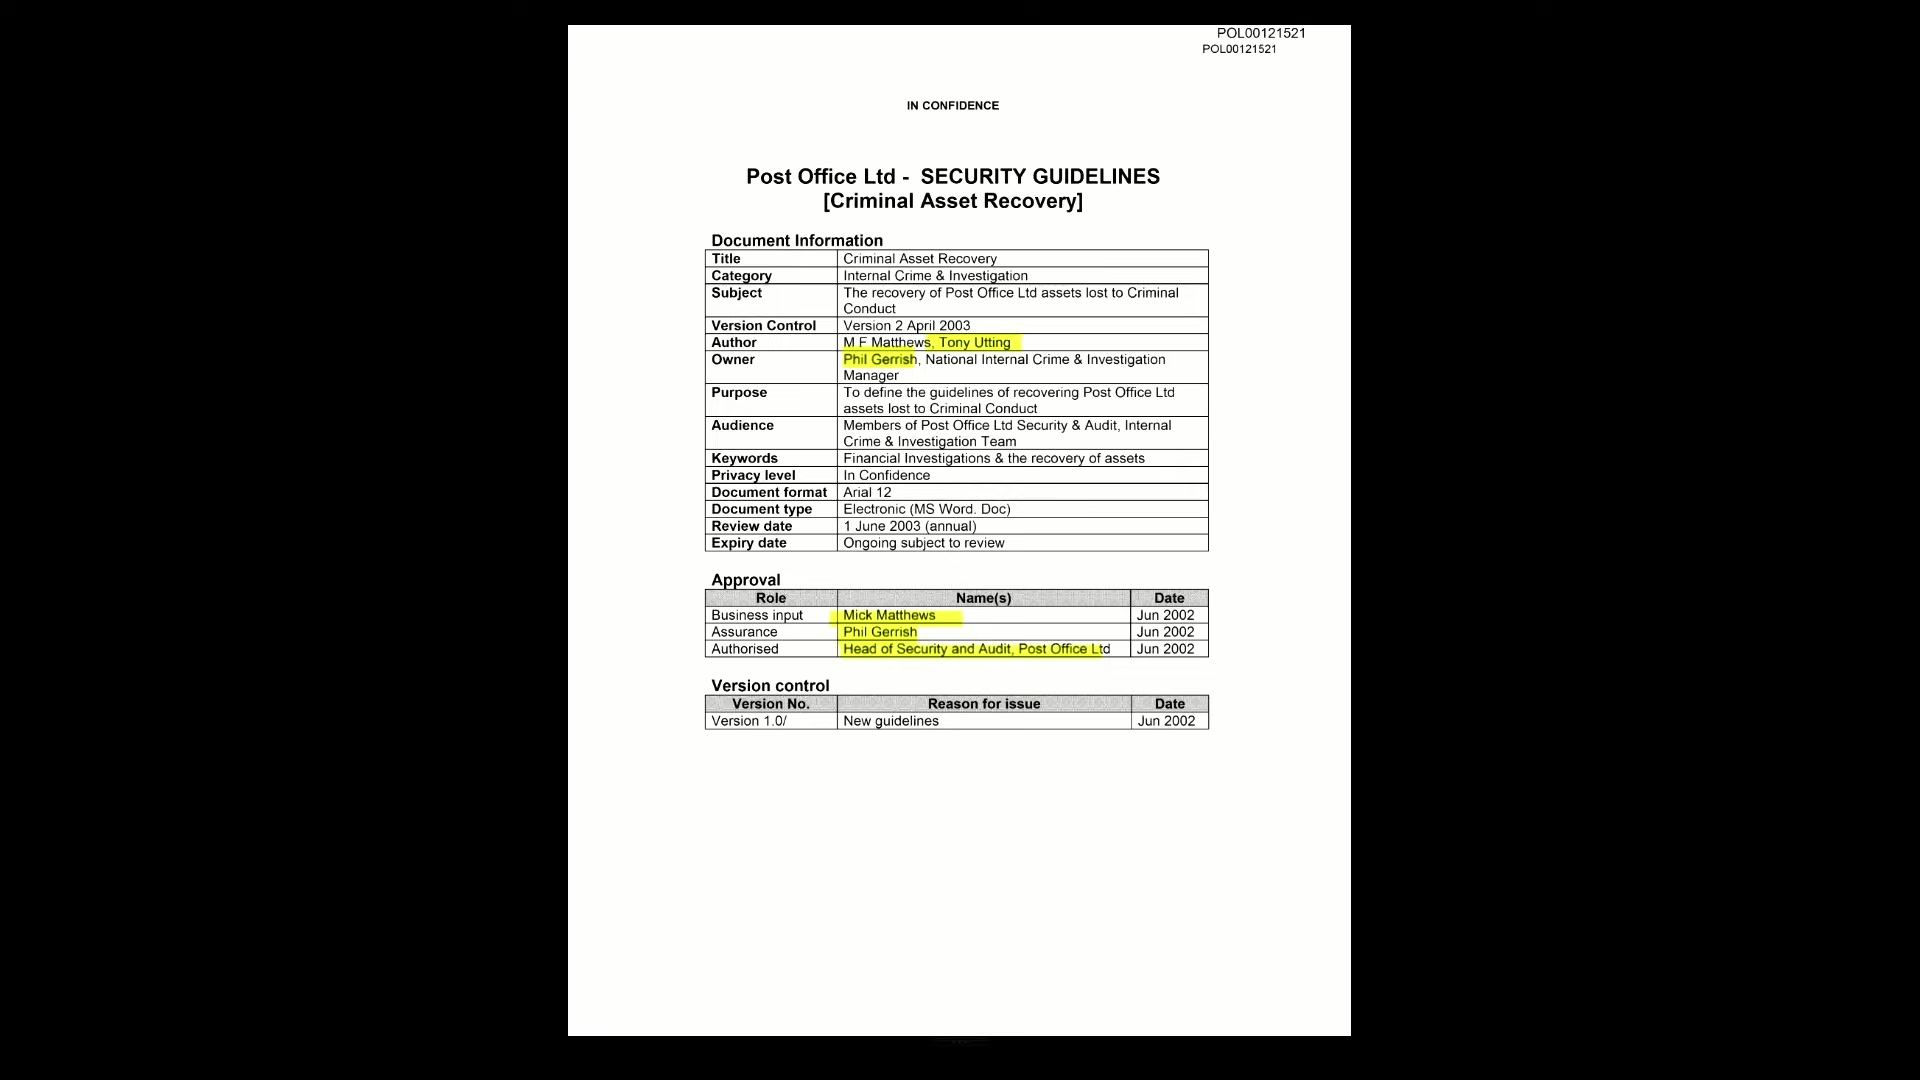 POL00121521
POL00121521
IN CONFIDENCE
Post Office Ltd - SECURITY GUIDELINES
[Criminal Asset Recovery]
Document Information
Title Criminal Asset Recovery
Category Internal Crime & Investigation
Subject The recovery of Post Office Ltd assets lost to Criminal
Conduct
Version Control Version 2 April 2003
Author M F Matthews, Tony Utting
Owner Phil Gerrish, National Internal Crime & Investigation
Manager
Purpose To define the guidelines of recovering Post Office Ltd
assets lost to Criminal Conduct
Audience Members of Post Office Ltd Security & Audit, Internal
Crime & Investigation Team
Keywords Financial Investigations & the recovery of assets
Privacy level In Confidence
Document format Arial 12
Document type Electronic (MS Word. Doc)
Review date 1 June 2003 (annual)
Expiry date Ongoing subject to review
Approval
Role Name(s) Date
Business input Mick Matthews Jun 2002
Assurance Phil Gerrish Jun 2002
Authorised Head of Security and Audit, Post Office Ltd Jun 2002
Version control
Version No. Reason for issue Date
Version 1.0/ New guidelines Jun 2002